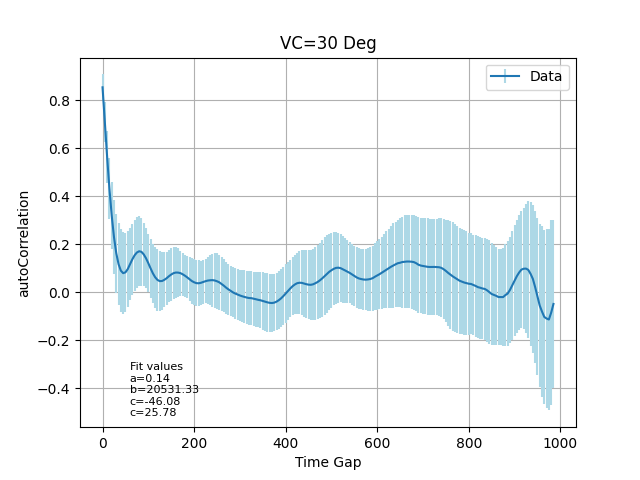 VC=30 Deg
Data
autoCorrelation
0.8
0.6
0.4
0.2
0.0
−0.2
−0.4
Fit values
a=0.14
b=20531.33
c=-46.08
c=25.78
0 200 400 600 800 1000
Time Gap